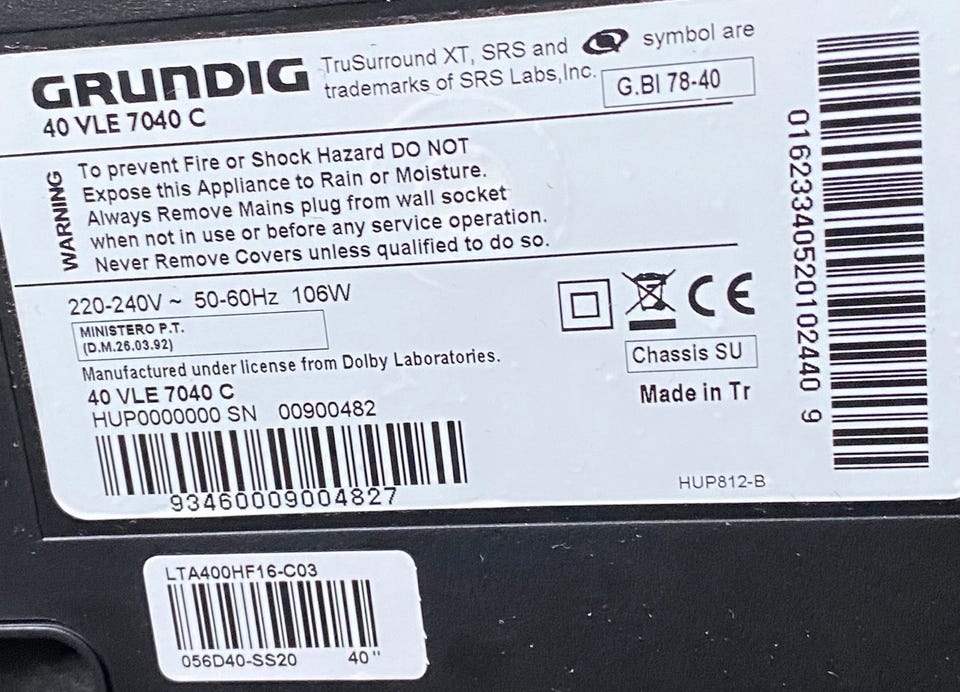 GRUNDIG
40 VLE 7040 C
TruSurround XT, SRS and symbol are
trademarks of SRS Labs,Inc.
G.BI 78-40
WARNING
To prevent Fire or Shock Hazard DO NOT
Expose this Appliance to Rain or Moisture.
Always Remove Mains plug from wall socket
when not in use or before any service operation.
Never Remove Covers unless qualified to do so.
220-240V ~ 50-60Hz 106W
MINISTERO P.T.
(D.M.26.03.92)
Manufactured under license from Dolby Laboratories.
40 VLE 7040 C
HUP0000000 SN 00900482
93460009004827
CE
Chassis SU
Made in Tr
HUP812-B
01623340520102440 9
LTA400HF16-C03
056D40-SS20 40"